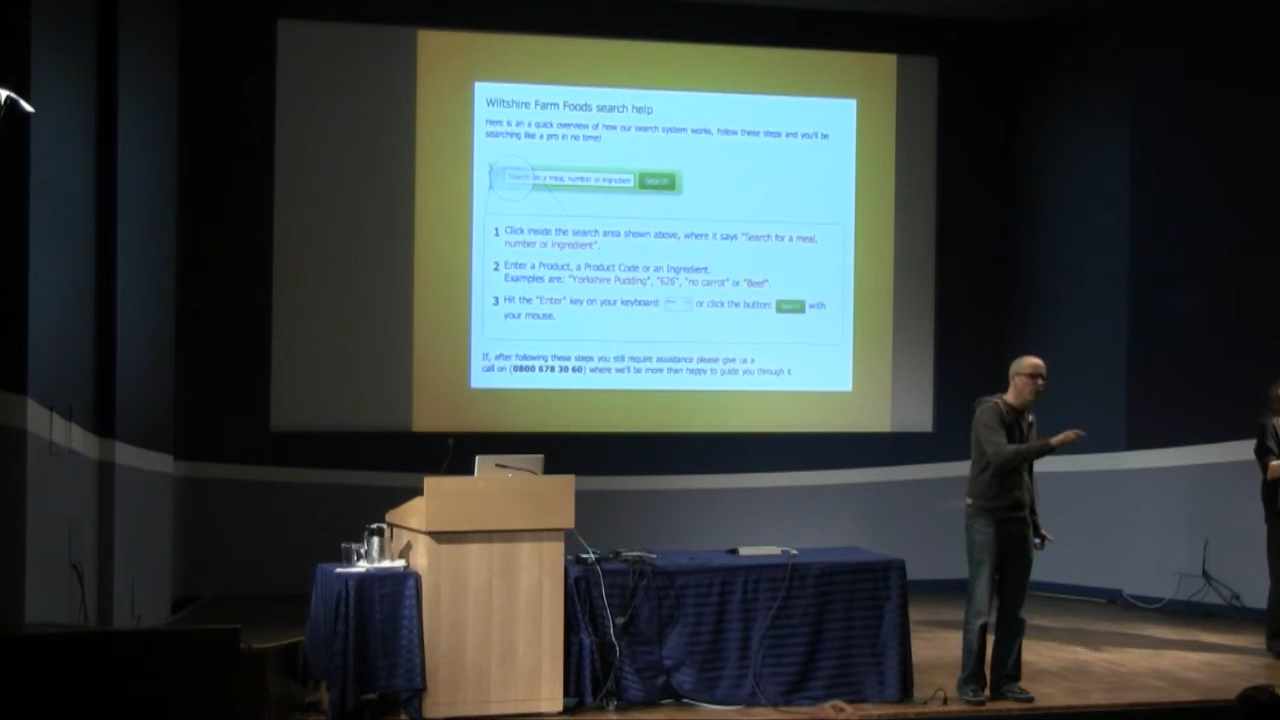 Wiltshire Farm Foods search help
Here is an a quick overview of how our search system works, follow these steps and you'll be
searching like a pro in no time!
Search for a meal, number or ingredient
Search
1 Click inside the search area shown above, where it says "Search for a meal,
number or ingredient".
2 Enter a Product, a Product Code or an Ingredient.
Examples are: "Yorkshire Pudding", "626", "no carrot" or "Beef".
3 Hit the "Enter" key on your keyboard: or click the button: Search with
your mouse.
If, after following these steps you still require assistance please give us a
call on (0800 678 30 60) where we'll be more than happy to guide you through it.